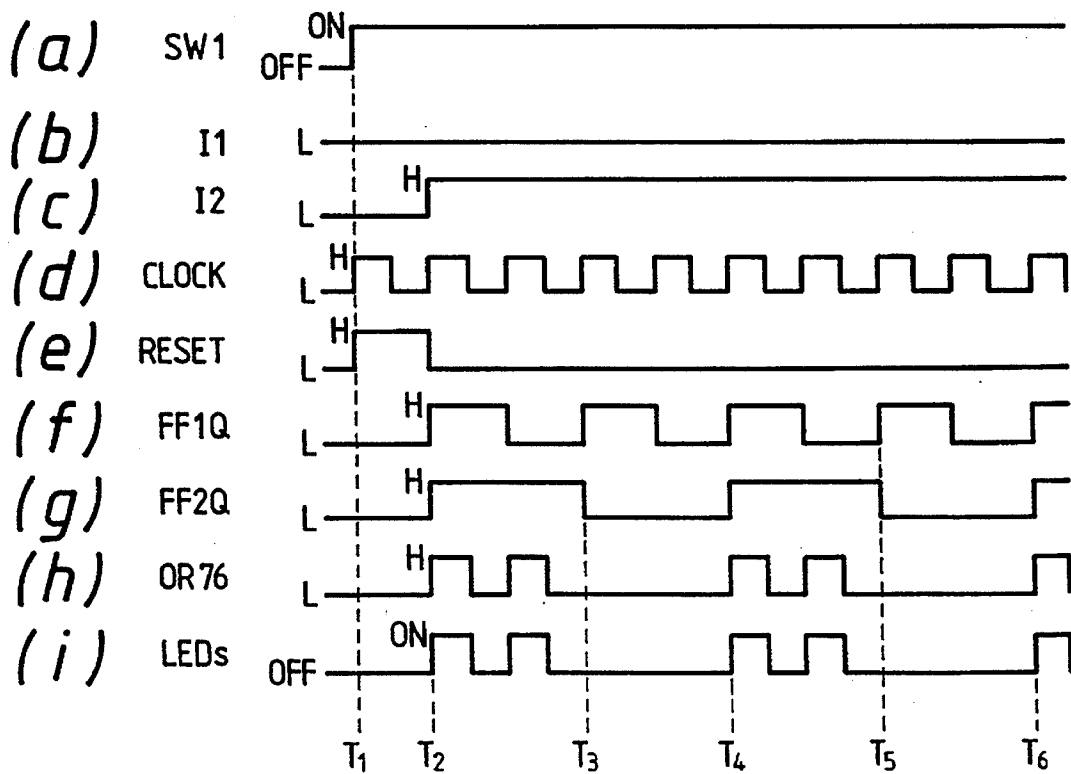 (a) SW1 ON OFF
(b) I1 L
(c) I2 H L
(d) CLOCK H L
(e) RESET H L
(f) FF1Q H L
(g) FF2Q H L
(h) OR76 H L
(i) LEDs ON OFF
T1 T2 T3 T4 T5 T6